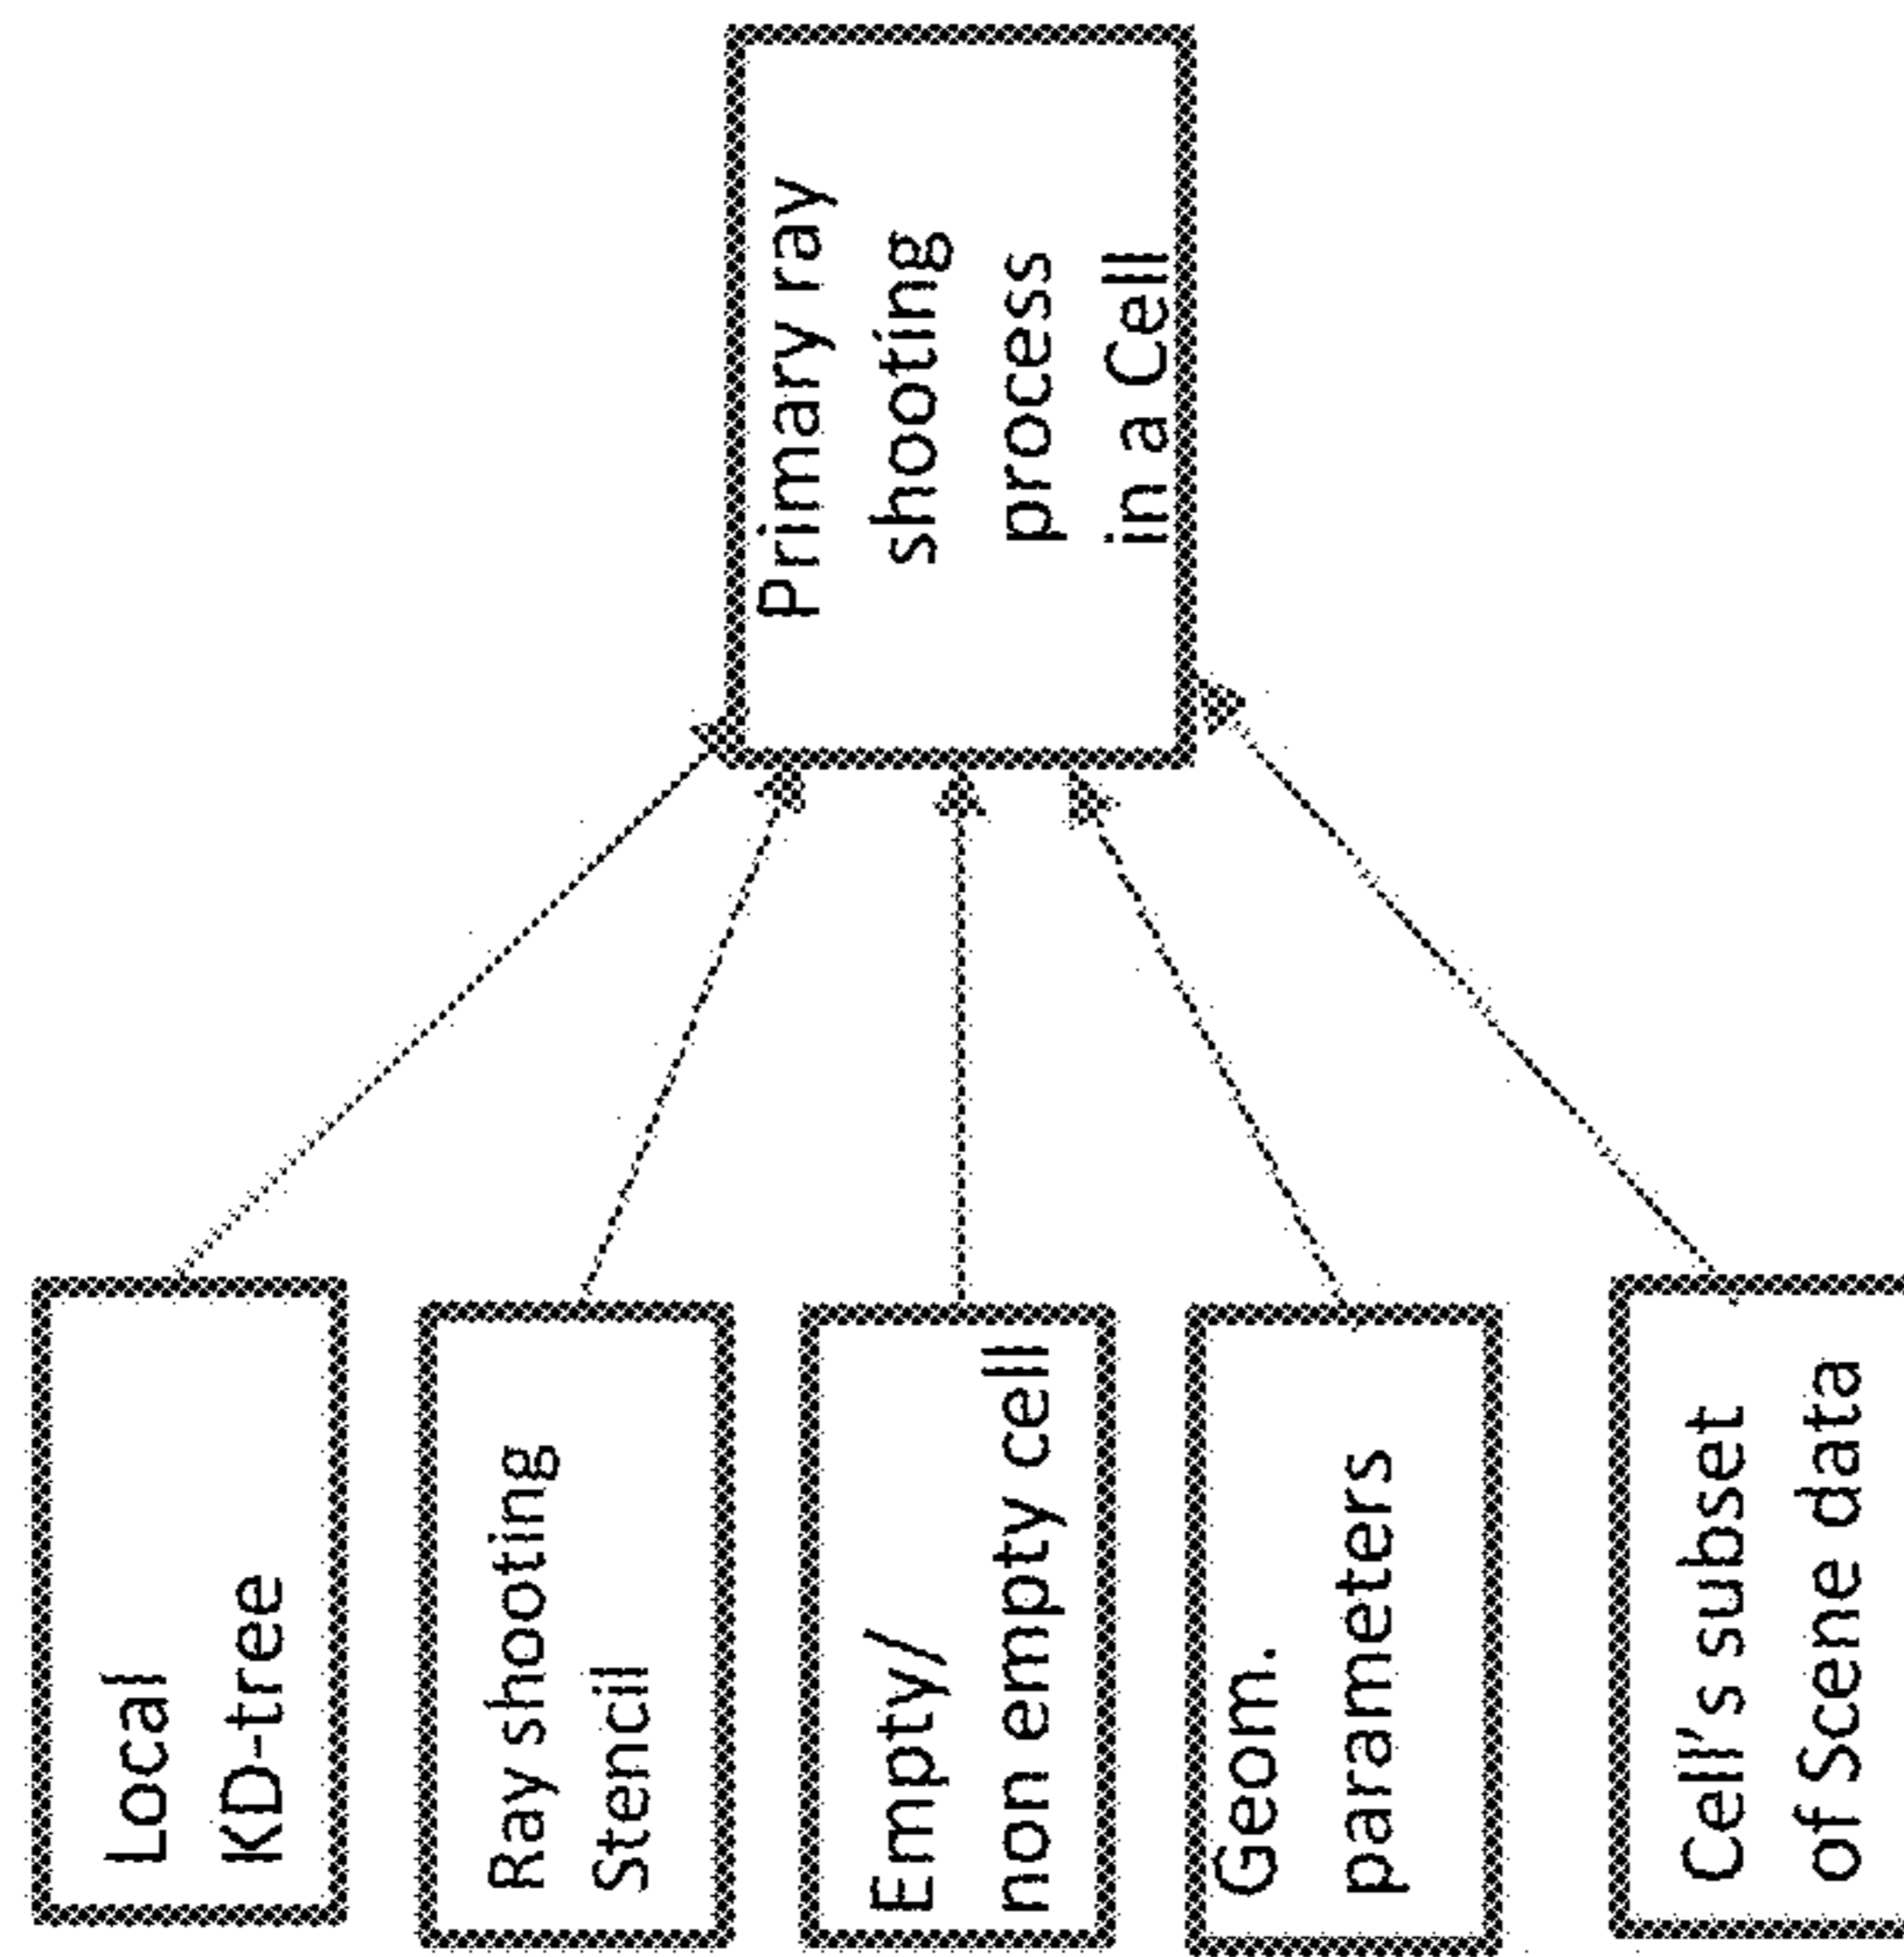 Local
KD-tree
Ray shooting
Stencil
Empty/
non empty cell
Geom.
parameters
Cell's subset
of Scene data
Primary ray
shooting
process
in a Cell